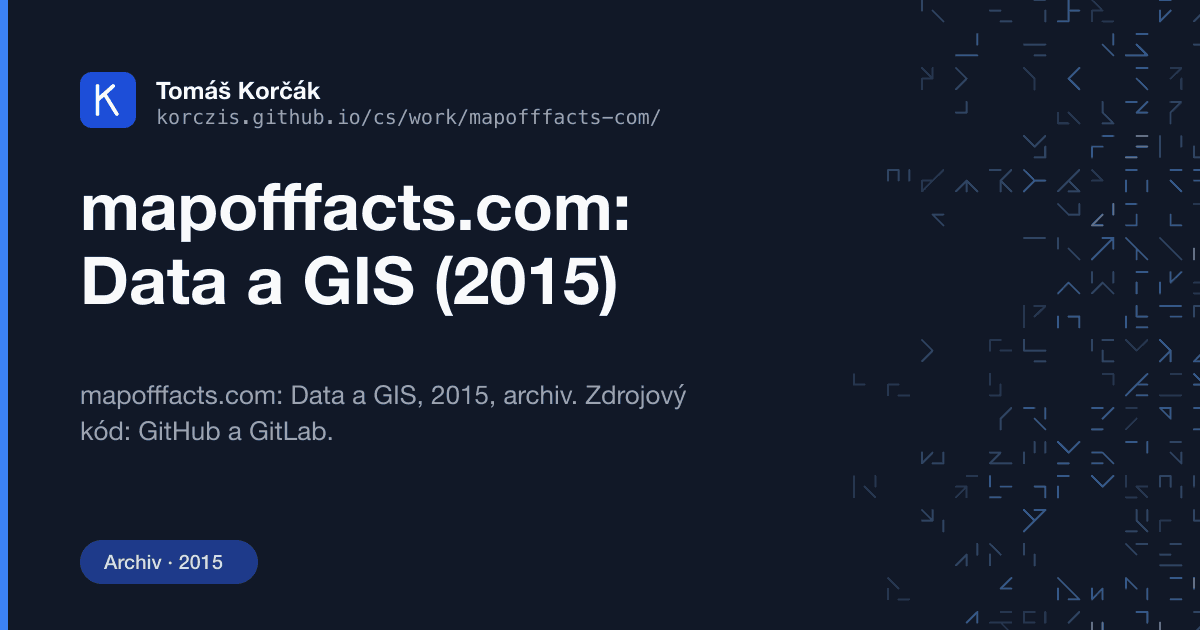 K
Tomáš Korčák
korczis.github.io/cs/work/mapofffacts-com/
mapofffacts.com:
Data a GIS (2015)
mapofffacts.com: Data a GIS, 2015, archiv. Zdrojový
kód: GitHub a GitLab.
Archiv · 2015